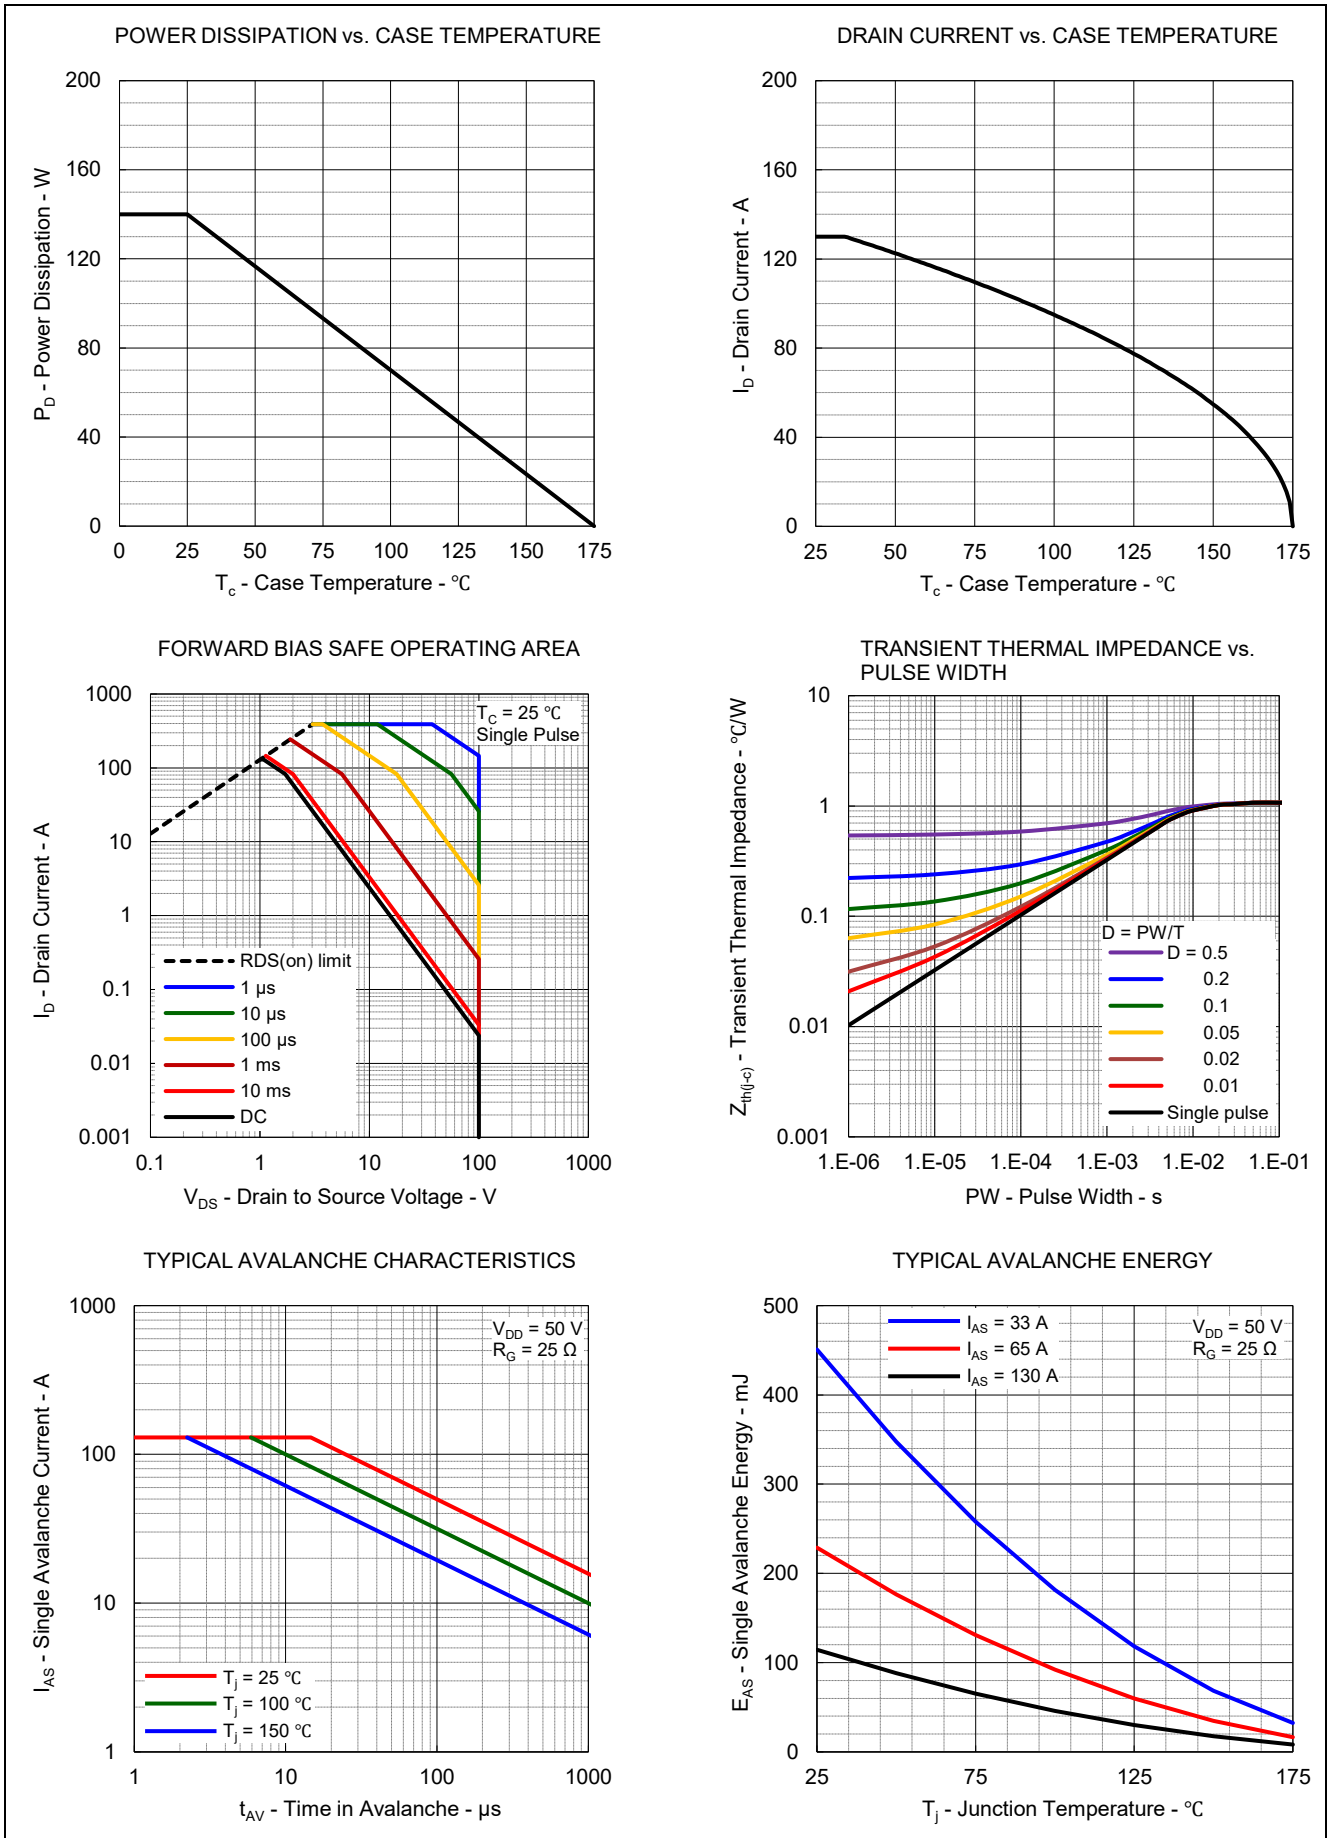 POWER DISSIPATION vs. CASE TEMPERATURE
200
160
120
80
40
0
P_D - Power Dissipation - W
0 25 50 75 100 125 150 175
T_c - Case Temperature - ℃
DRAIN CURRENT vs. CASE TEMPERATURE
200
160
120
80
40
0
I_D - Drain Current - A
25 50 75 100 125 150 175
T_c - Case Temperature - ℃
FORWARD BIAS SAFE OPERATING AREA
1000
100
10
1
0.1
0.01
0.001
I_D - Drain Current - A
T_C = 25 ℃
Single Pulse
RDS(on) limit
1 µs
10 µs
100 µs
1 ms
10 ms
DC
0.1 1 10 100 1000
V_DS - Drain to Source Voltage - V
TRANSIENT THERMAL IMPEDANCE vs.
PULSE WIDTH
10
1
0.1
0.01
0.001
Z_th(j-c) - Transient Thermal Impedance - ℃/W
D = PW/T
D = 0.5
0.2
0.1
0.05
0.02
0.01
Single pulse
1.E-06 1.E-05 1.E-04 1.E-03 1.E-02 1.E-01
PW - Pulse Width - s
TYPICAL AVALANCHE CHARACTERISTICS
1000
100
10
1
I_AS - Single Avalanche Current - A
V_DD = 50 V
R_G = 25 Ω
T_j = 25 ℃
T_j = 100 ℃
T_j = 150 ℃
1 10 100 1000
t_AV - Time in Avalanche - µs
TYPICAL AVALANCHE ENERGY
500
400
300
200
100
0
E_AS - Single Avalanche Energy - mJ
I_AS = 33 A
I_AS = 65 A
I_AS = 130 A
V_DD = 50 V
R_G = 25 Ω
25 75 125 175
T_j - Junction Temperature - ℃